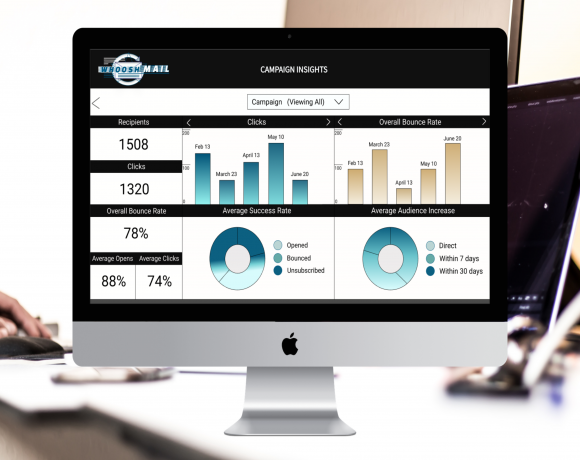 WHOOSH MAIL
CAMPAIGN INSIGHTS
Campaign (Viewing All)
Recipients
1508
Clicks
1320
Overall Bounce Rate
78%
Average Opens Average Clicks
88% 74%
Clicks
200
100
0
Feb 13
March 23
April 13
May 10
June 20
Overall Bounce Rate
200
100
0
Feb 13
March 23
April 13
May 10
June 20
Average Success Rate
Opened
Bounced
Unsubscribed
Average Audience Increase
Direct
Within 7 days
Within 30 days